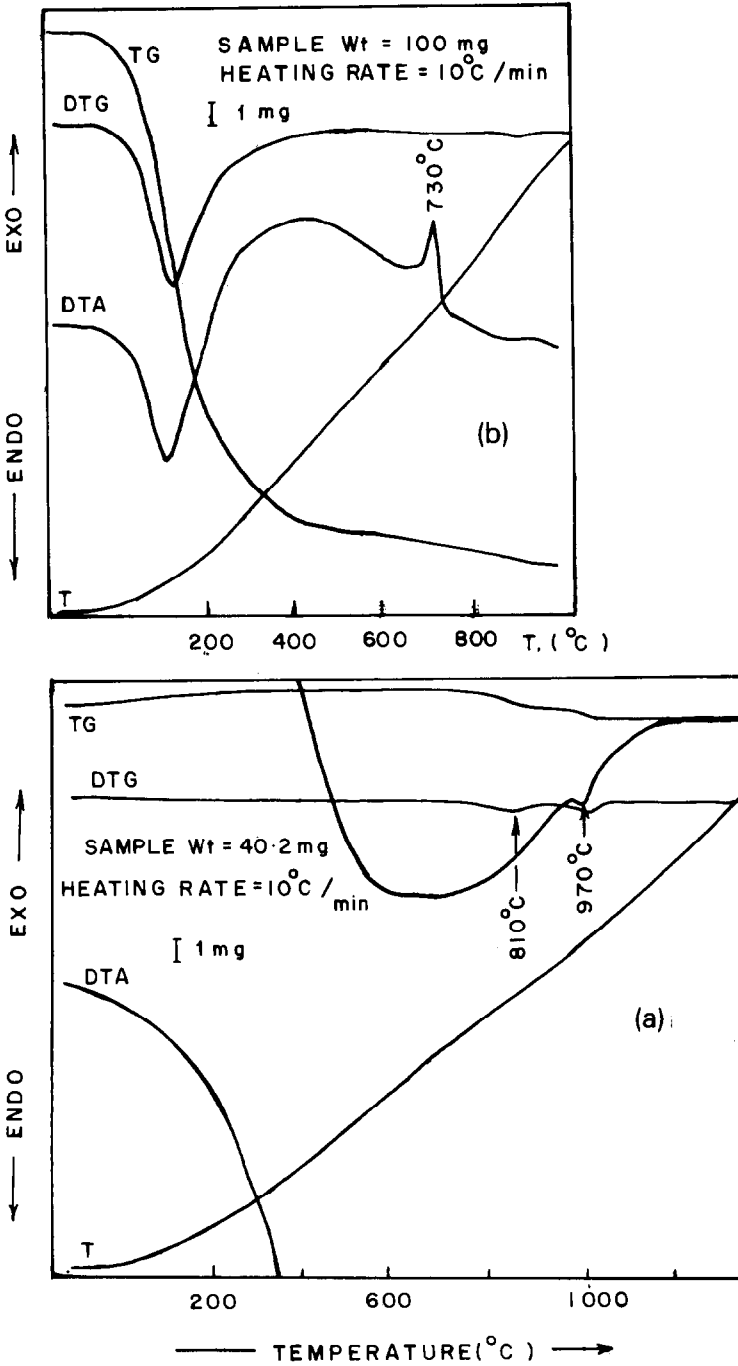 TG
SAMPLE Wt = 100 mg
HEATING RATE = 10°C/min
DTG
1 mg
730°C
EXO
DTA
(b)
ENDO
T
200 400 600 800 T, (°C)
TG
DTG
SAMPLE Wt = 40·2 mg
HEATING RATE = 10°C/min
810°C
970°C
EXO
1 mg
DTA
(a)
ENDO
T
200 600 1000
TEMPERATURE (°C)